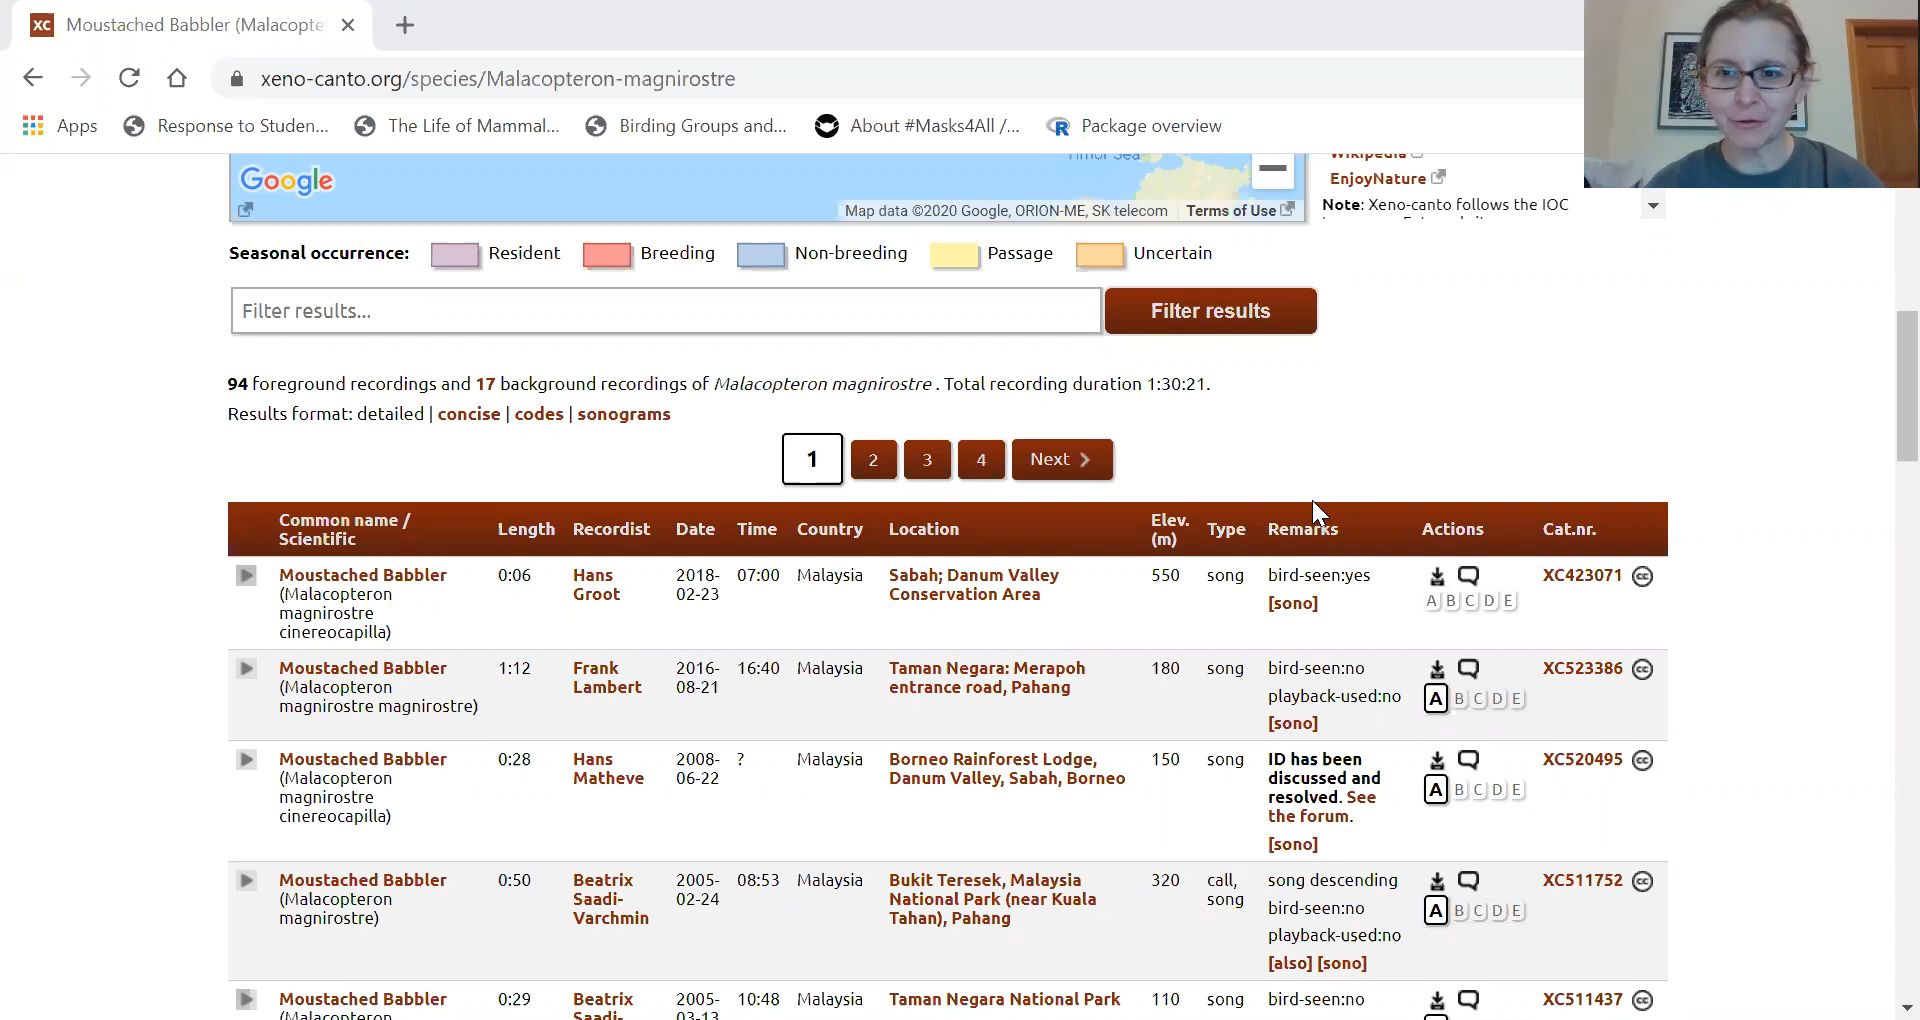 XC Moustached Babbler (Malacopte
xeno-canto.org/species/Malacopteron-magnirostre
Apps Response to Studen... The Life of Mammal... Birding Groups and... About #Masks4All /... R Package overview
Timor Sea
Wikipedia
Google
EnjoyNature
Map data ©2020 Google, ORION-ME, SK telecom Terms of Use
Note: Xeno-canto follows the IOC
Seasonal occurrence: Resident Breeding Non-breeding Passage Uncertain
Filter results... Filter results
94 foreground recordings and 17 background recordings of Malacopteron magnirostre . Total recording duration 1:30:21.
Results format: detailed | concise | codes | sonograms
1 2 3 4 Next
Common name / Scientific Length Recordist Date Time Country Location Elev. (m) Type Remarks Actions Cat.nr.
Moustached Babbler 0:06 Hans 2018- 07:00 Malaysia Sabah; Danum Valley 550 song bird-seen:yes XC423071 cc
(Malacopteron Groot 02-23 Conservation Area [sono] A B C D E
magnirostre
cinereocapilla)
Moustached Babbler 1:12 Frank 2016- 16:40 Malaysia Taman Negara: Merapoh 180 song bird-seen:no XC523386 cc
(Malacopteron Lambert 08-21 entrance road, Pahang playback-used:no A B C D E
magnirostre magnirostre) [sono]
Moustached Babbler 0:28 Hans 2008- ? Malaysia Borneo Rainforest Lodge, 150 song ID has been XC520495 cc
(Malacopteron Matheve 06-22 Danum Valley, Sabah, Borneo discussed and A B C D E
magnirostre resolved. See
cinereocapilla) the forum.
[sono]
Moustached Babbler 0:50 Beatrix 2005- 08:53 Malaysia Bukit Teresek, Malaysia 320 call, song descending XC511752 cc
(Malacopteron Saadi- 02-24 National Park (near Kuala song bird-seen:no A B C D E
magnirostre) Varchmin Tahan), Pahang playback-used:no
[also] [sono]
Moustached Babbler 0:29 Beatrix 2005- 10:48 Malaysia Taman Negara National Park 110 song bird-seen:no XC511437 cc
(Malacopteron Saadi- 03-13